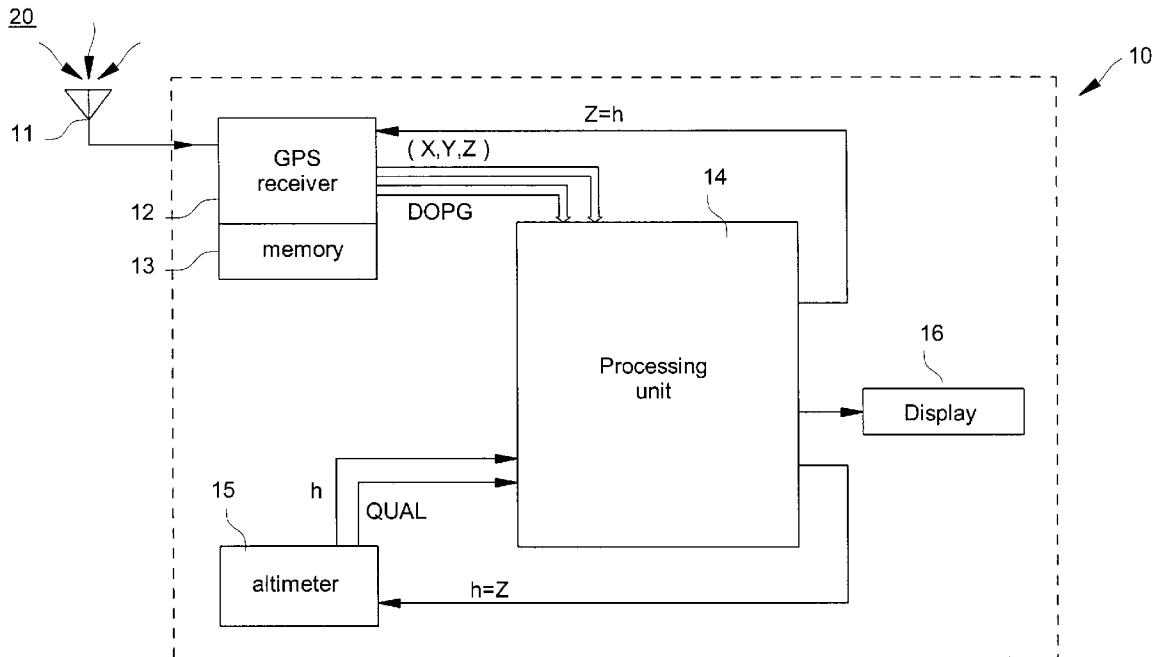 20
10
11
Z=h
GPS
receiver
( X,Y,Z )
14
12
DOPG
13
memory
16
Processing
unit
Display
15
h
QUAL
altimeter
h=Z